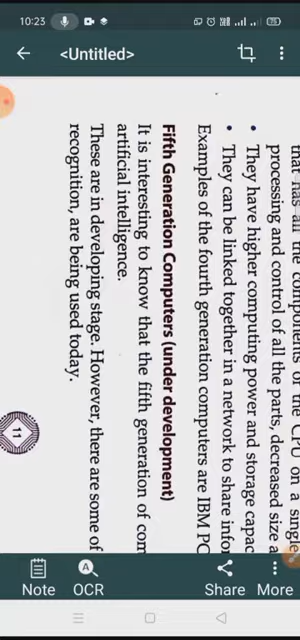 10:23
<Untitled>
that has all the components of the CPU on a single
processing and control of all the parts, decreased size a
• They have higher computing power and storage capac
• They can be linked together in a network to share infor
Examples of the fourth generation computers are IBM PC
Fifth Generation Computers (under development)
It is interesting to know that the fifth generation of com
artificial intelligence.
These are in developing stage. However, there are some of
recognition, are being used today.
11
Note
OCR
Share
More